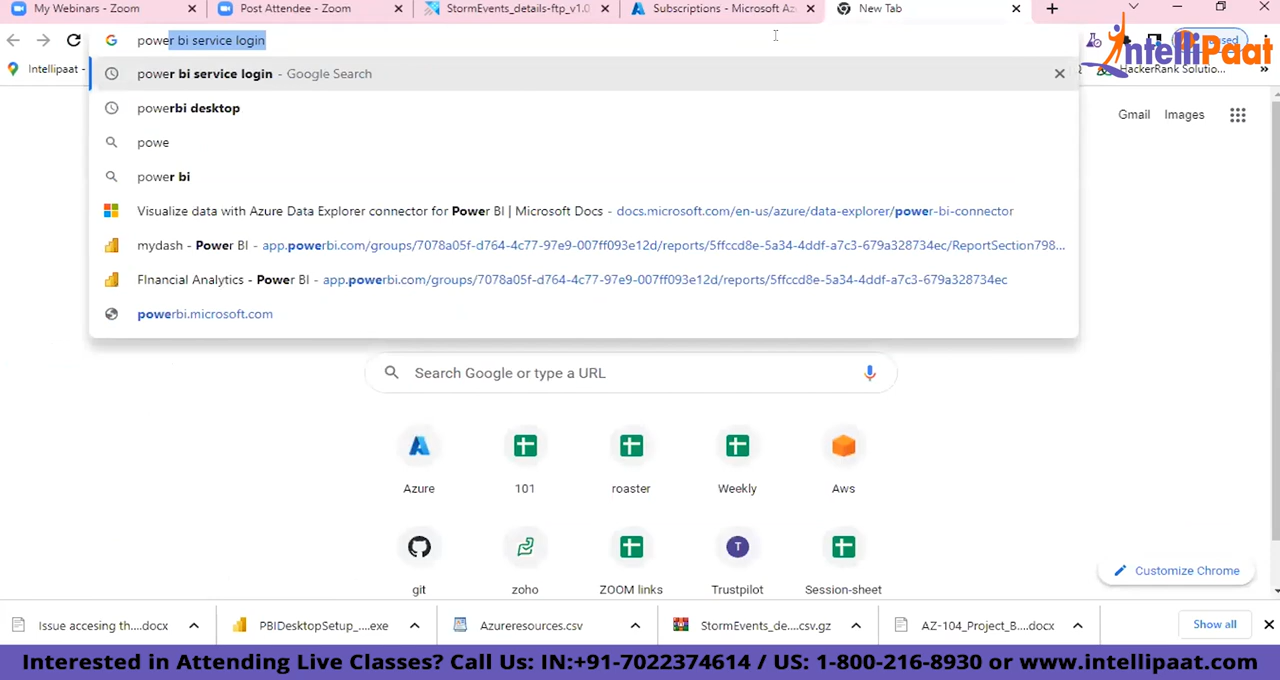 My Webinars - Zoom
Post Attendee - Zoom
StormEvents_details-ftp_v1.0
Subscriptions - Microsoft Az
New Tab
power bi service login
IntelliPaat
Intellipaat -
HackerRank Solutio...
power bi service login - Google Search
powerbi desktop
powe
power bi
Visualize data with Azure Data Explorer connector for Power BI | Microsoft Docs - docs.microsoft.com/en-us/azure/data-explorer/power-bi-connector
mydash - Power BI - app.powerbi.com/groups/7078a05f-d764-4c77-97e9-007ff093e12d/reports/5ffccd8e-5a34-4ddf-a7c3-679a328734ec/ReportSection798...
FInancial Analytics - Power BI - app.powerbi.com/groups/7078a05f-d764-4c77-97e9-007ff093e12d/reports/5ffccd8e-5a34-4ddf-a7c3-679a328734ec
powerbi.microsoft.com
Gmail Images
Search Google or type a URL
Azure
101
roaster
Weekly
Aws
git
zoho
ZOOM links
T
Trustpilot
Session-sheet
Customize Chrome
Issue accesing th....docx
PBIDesktopSetup_....exe
Azureresources.csv
StormEvents_de....csv.gz
AZ-104_Project_B....docx
Show all
Interested in Attending Live Classes? Call Us: IN:+91-7022374614 / US: 1-800-216-8930 or www.intellipaat.com